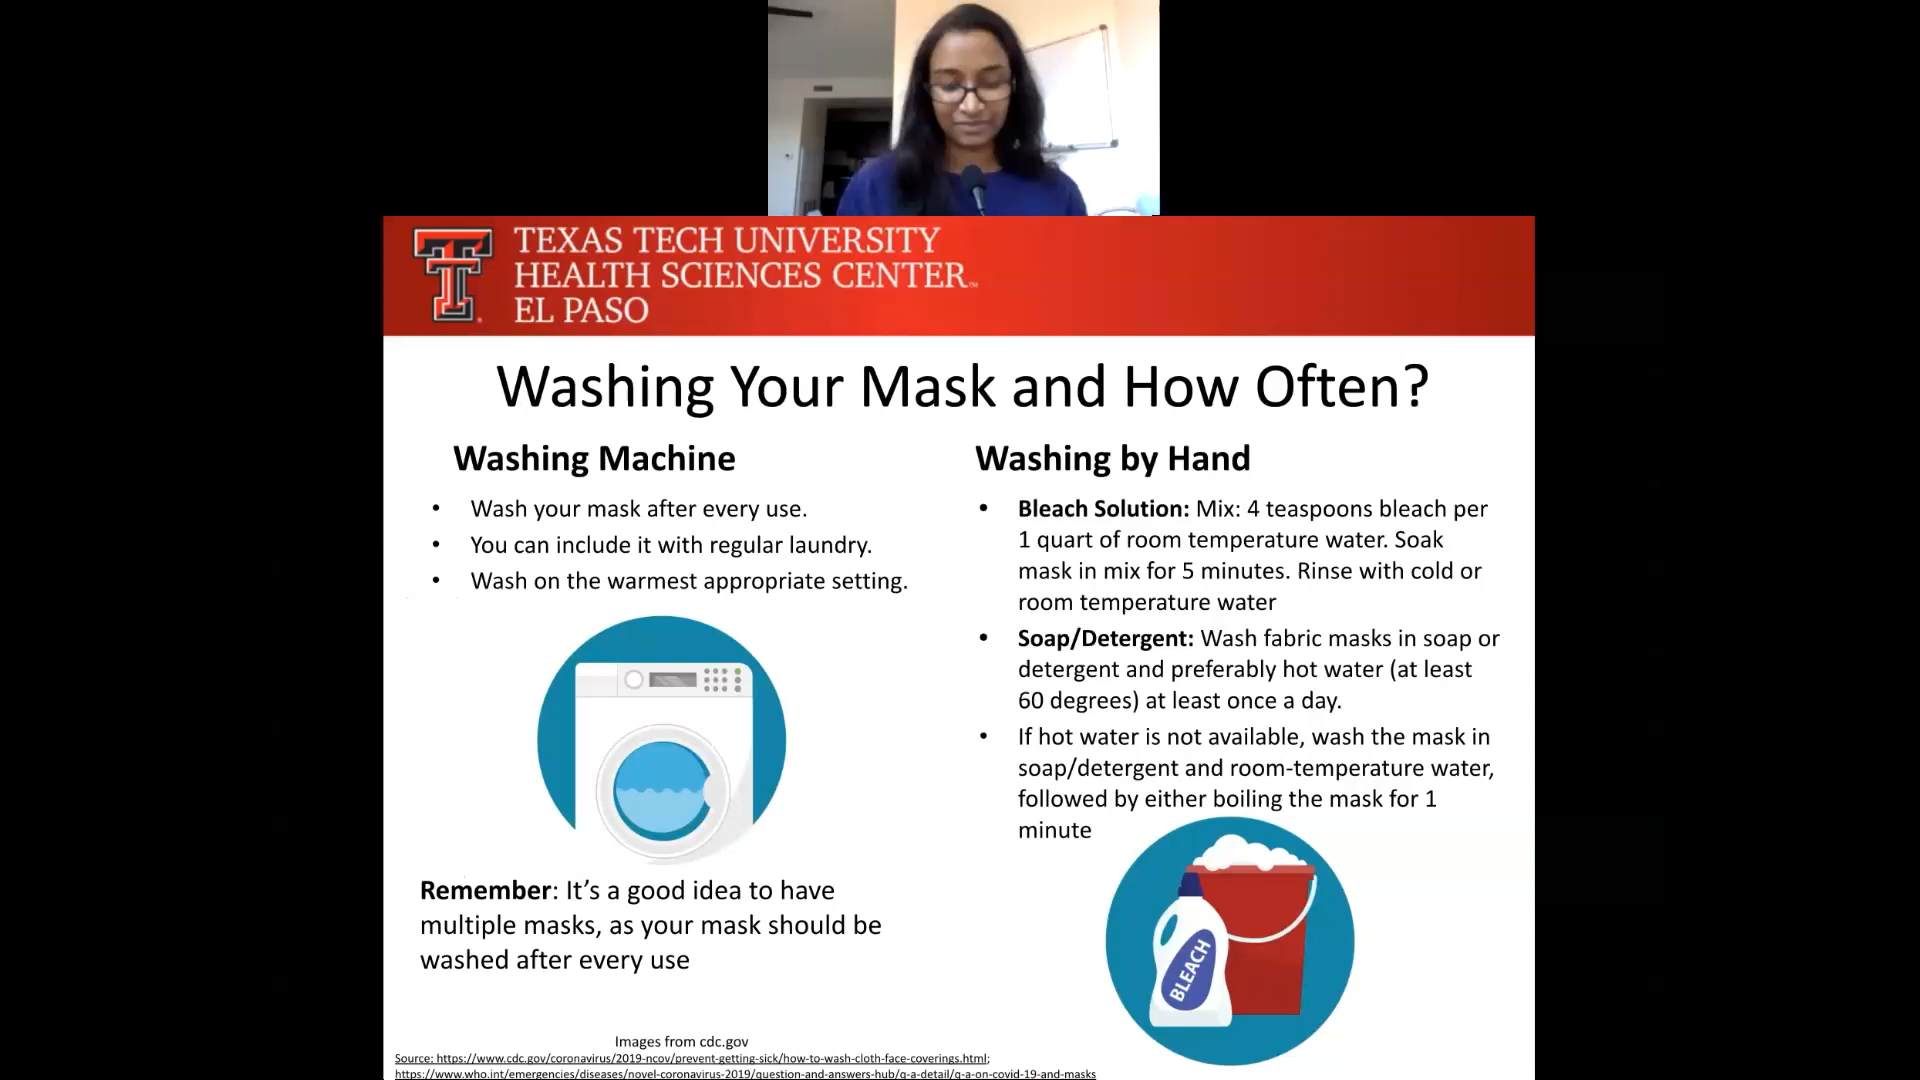 TEXAS TECH UNIVERSITY
HEALTH SCIENCES CENTER™
EL PASO
Washing Your Mask and How Often?
Washing Machine
• Wash your mask after every use.
• You can include it with regular laundry.
• Wash on the warmest appropriate setting.
Remember: It's a good idea to have
multiple masks, as your mask should be
washed after every use
Washing by Hand
• Bleach Solution: Mix: 4 teaspoons bleach per
1 quart of room temperature water. Soak
mask in mix for 5 minutes. Rinse with cold or
room temperature water
• Soap/Detergent: Wash fabric masks in soap or
detergent and preferably hot water (at least
60 degrees) at least once a day.
• If hot water is not available, wash the mask in
soap/detergent and room-temperature water,
followed by either boiling the mask for 1
minute
BLEACH
Images from cdc.gov
Source: https://www.cdc.gov/coronavirus/2019-ncov/prevent-getting-sick/how-to-wash-cloth-face-coverings.html;
https://www.who.int/emergencies/diseases/novel-coronavirus-2019/question-and-answers-hub/q-a-detail/q-a-on-covid-19-and-masks